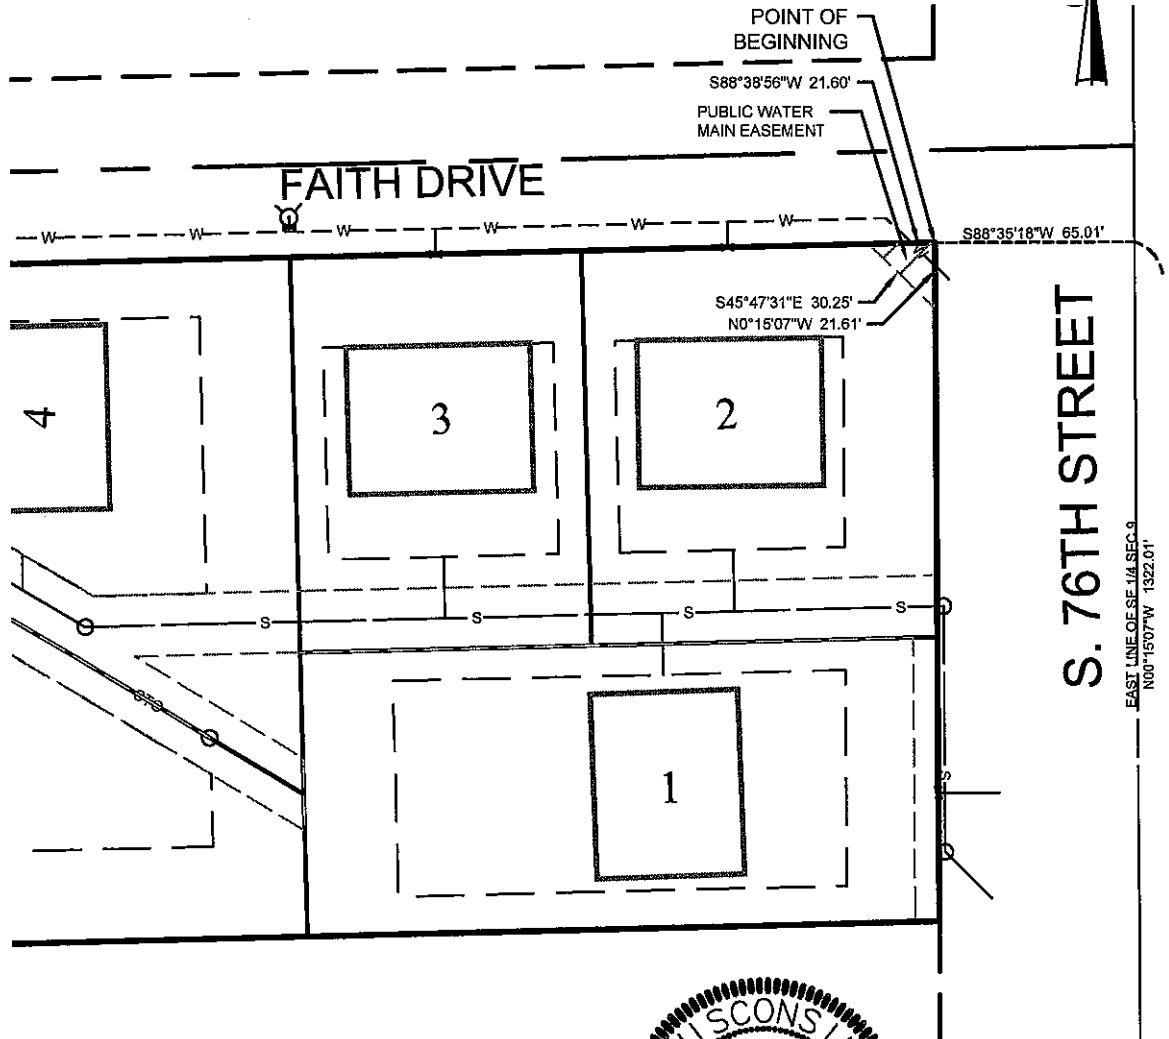 POINT OF
BEGINNING
S88°38'56"W 21.60'
PUBLIC WATER
MAIN EASEMENT
FAITH DRIVE
W W W W W W
S88°35'18"W 65.01'
S45°47'31"E 30.25'
N0°15'07"W 21.61'
4
3
2
S. 76TH STREET
EAST LINE OF SE 1/4 SEC 9
N00°15'07"W 1322.01'
S S S S
1
S
SCONS